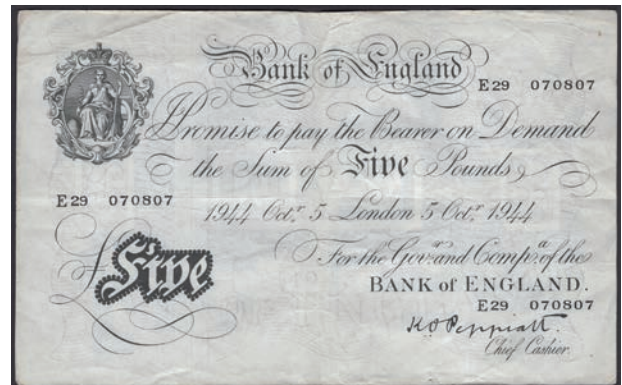 Bank of England
E29 070807
I Promise to pay the Bearer on Demand
the Sum of Five Pounds
E29 070807
1944 Octr. 5 London 5 Octr. 1944
Five
For the Govr. and Compa. of the
BANK of ENGLAND.
E29 070807
K O Peppiatt.
Chief Cashier.